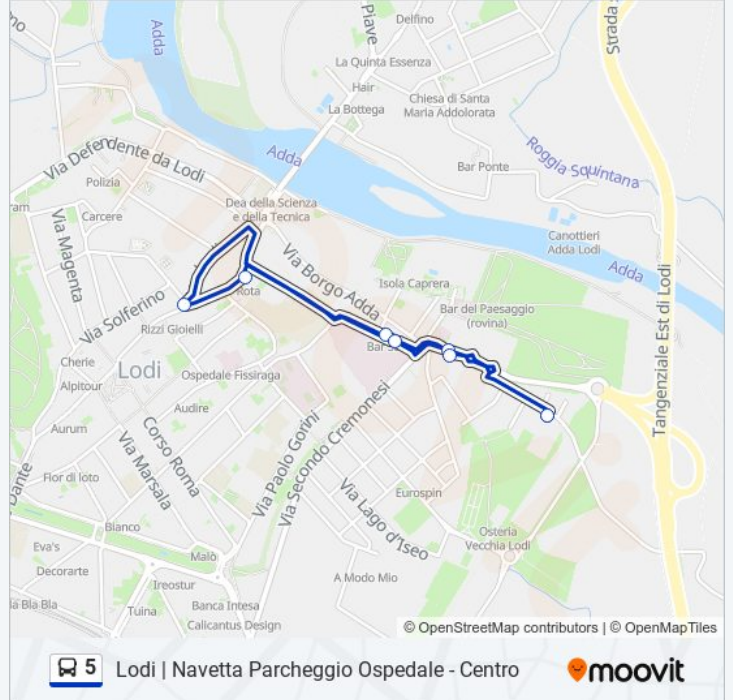 no
Adda
Piave
Delfino
Strada
La Quinta Essenza
Hair
La Bottega
Chiesa di Santa
Maria Addolorata
Via Defendente da Lodi
Adda
Bar Ponte
Roggia Squintana
Polizia
ram
Carcere
Dea della Scienza
e della Tecnica
Via Magenta
Canottieri
Adda Lodi
Via Borgo Adda
Adda
Isola Caprera
Rota
Via Solferino
Rizzi Gioielli
Bar del Paesaggio
(rovina)
Tangenziale Est di Lodi
Bar S
Cherie
Lodi
Ospedale Fissiraga
Alpitour
Audire
Aurum
Corso Roma
Via Marsala
Via Paolo Gorini
Via Secondo Cremonesi
Dante
Fior di loto
Via Lago d'Iseo
Eurospin
Bianco
Osteria
Vecchia Lodi
Eva's
Malò
Decorarte
Ireostur
A Modo Mio
la Bla Bla
Tuina
Banca Intesa
Calicantus Design
© OpenStreetMap contributors | © OpenMapTiles
5 Lodi | Navetta Parcheggio Ospedale - Centro
moovit